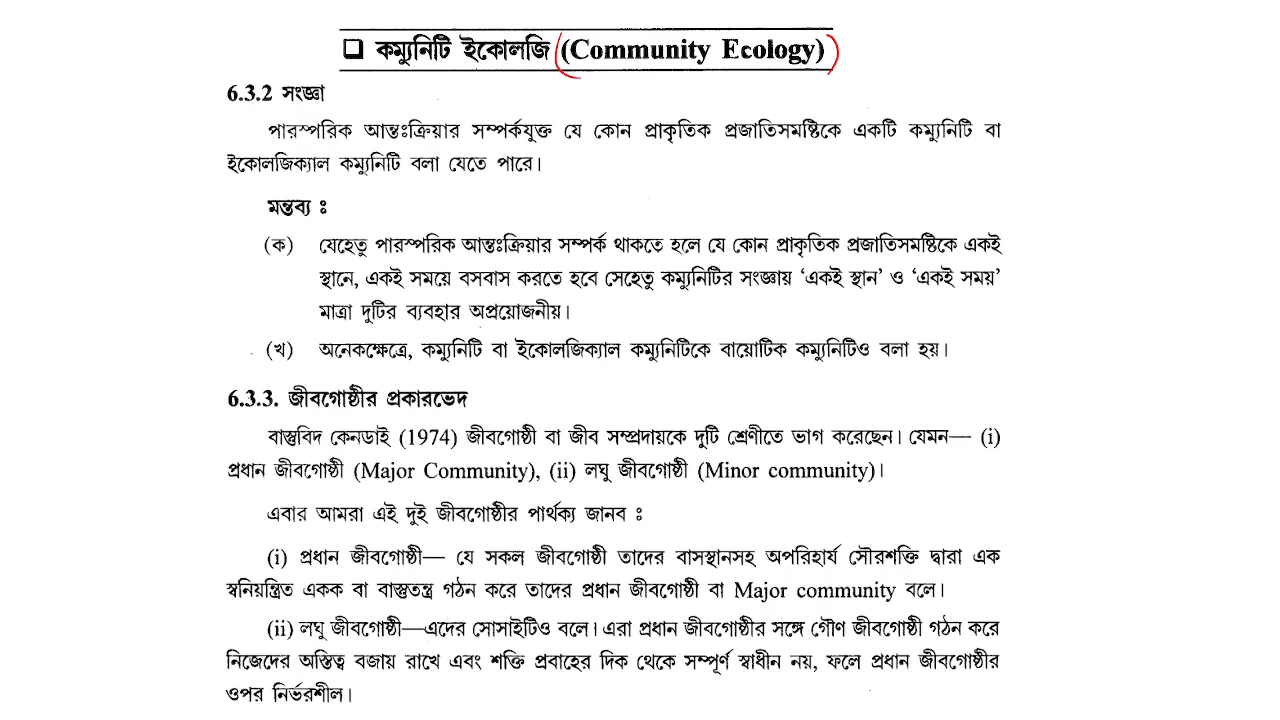 ❑ কম্যুনিটি ইকোলজি (Community Ecology)
6.3.2 সংজ্ঞা
পারস্পরিক আন্তঃক্রিয়ার সম্পর্কযুক্ত যে কোন প্রাকৃতিক প্রজাতিসমষ্টিকে একটি কম্যুনিটি বা
ইকোলজিক্যাল কম্যুনিটি বলা যেতে পারে।
মন্তব্য ঃ
(ক) যেহেতু পারস্পরিক আন্তঃক্রিয়ার সম্পর্ক থাকতে হলে যে কোন প্রাকৃতিক প্রজাতিসমষ্টিকে একই
স্থানে, একই সময়ে বসবাস করতে হবে সেহেতু কম্যুনিটির সংজ্ঞায় ‘একই স্থান’ ও ‘একই সময়’
মাত্রা দুটির ব্যবহার অপ্রয়োজনীয়।
(খ) অনেকক্ষেত্রে, কম্যুনিটি বা ইকোলজিক্যাল কম্যুনিটিকে বায়োটিক কম্যুনিটিও বলা হয়।
6.3.3. জীবগোষ্ঠীর প্রকারভেদ
বাস্তুবিদ কেনডাই (1974) জীবগোষ্ঠী বা জীব সম্প্রদায়কে দুটি শ্রেণীতে ভাগ করেছেন। যেমন— (i)
প্রধান জীবগোষ্ঠী (Major Community), (ii) লঘু জীবগোষ্ঠী (Minor community)।
এবার আমরা এই দুই জীবগোষ্ঠীর পার্থক্য জানব ঃ
(i) প্রধান জীবগোষ্ঠী— যে সকল জীবগোষ্ঠী তাদের বাসস্থানসহ অপরিহার্য সৌরশক্তি দ্বারা এক
স্বনিয়ন্ত্রিত একক বা বাস্তুতন্ত্র গঠন করে তাদের প্রধান জীবগোষ্ঠী বা Major community বলে।
(ii) লঘু জীবগোষ্ঠী—এদের সোসাইটিও বলে। এরা প্রধান জীবগোষ্ঠীর সঙ্গে গৌণ জীবগোষ্ঠী গঠন করে
নিজেদের অস্তিত্ব বজায় রাখে এবং শক্তি প্রবাহের দিক থেকে সম্পূর্ণ স্বাধীন নয়, ফলে প্রধান জীবগোষ্ঠীর
ওপর নির্ভরশীল।